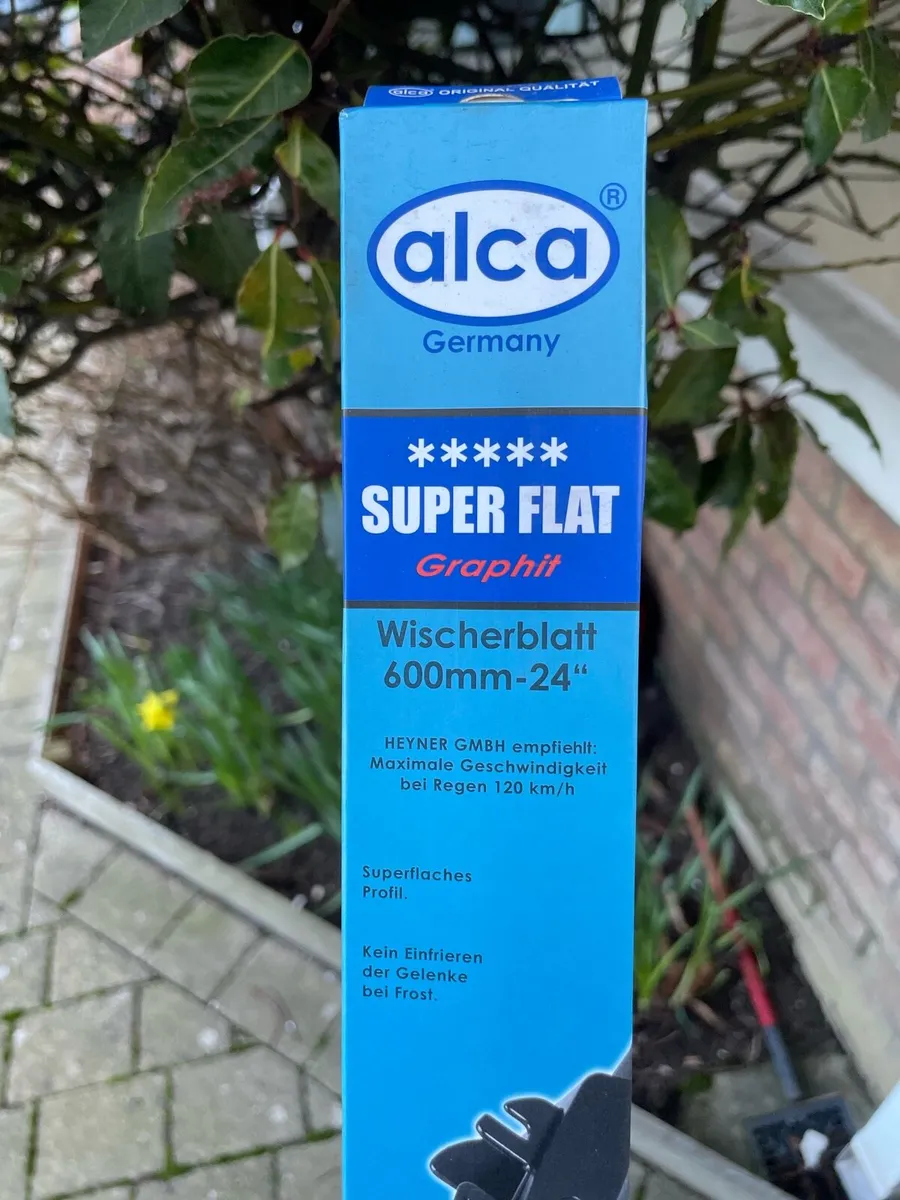 alca ORIGINAL QUALITÄT
alca ®
Germany
*****
SUPER FLAT
Graphit
Wischerblatt
600mm-24“
HEYNER GMBH empfiehlt:
Maximale Geschwindigkeit
bei Regen 120 km/h
Superflaches
Profil.
Kein Einfrieren
der Gelenke
bei Frost.